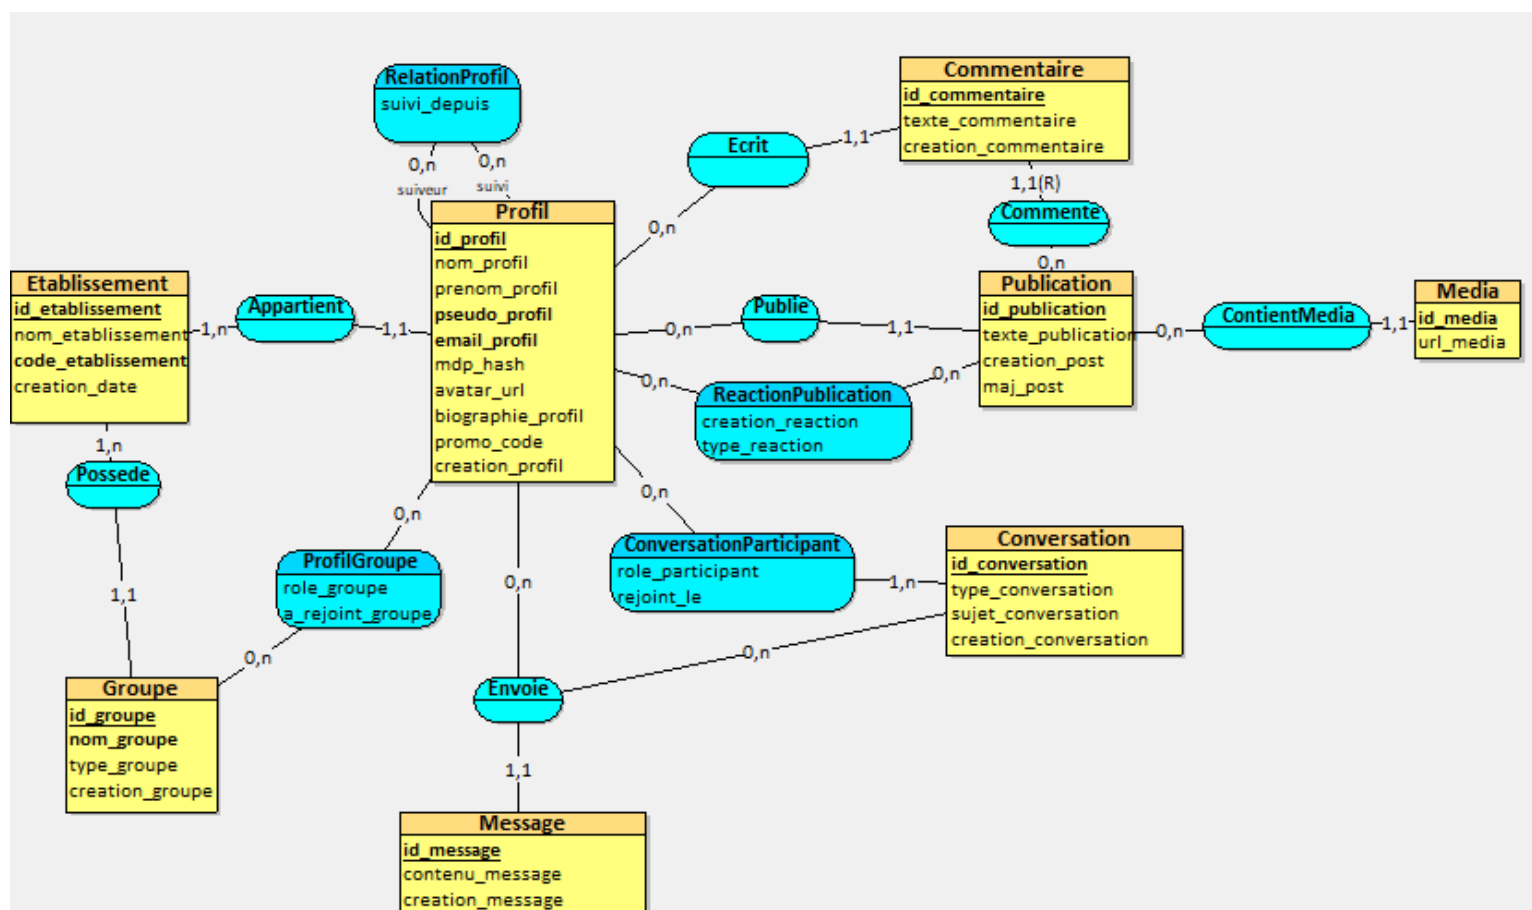 RelationProfil
suivi_depuis
0,n
0,n
suiveur
suivi
Commentaire
id_commentaire
texte_commentaire
creation_commentaire
Ecrit
1,1
0,n
1,1(R)
Commente
0,n
Profil
id_profil
nom_profil
prenom_profil
pseudo_profil
email_profil
mdp_hash
avatar_url
biographie_profil
promo_code
creation_profil
Etablissement
id_etablissement
nom_etablissement
code_etablissement
creation_date
1,n
Appartient
1,1
0,n
Publie
1,1
Publication
id_publication
texte_publication
creation_post
maj_post
0,n
ContientMedia
1,1
Media
id_media
url_media
0,n
ReactionPublication
creation_reaction
type_reaction
0,n
1,n
Possede
1,1
0,n
ProfilGroupe
role_groupe
a_rejoint_groupe
0,n
0,n
ConversationParticipant
role_participant
rejoint_le
1,n
Conversation
id_conversation
type_conversation
sujet_conversation
creation_conversation
0,n
0,n
Envoie
1,1
Groupe
id_groupe
nom_groupe
type_groupe
creation_groupe
Message
id_message
contenu_message
creation_message